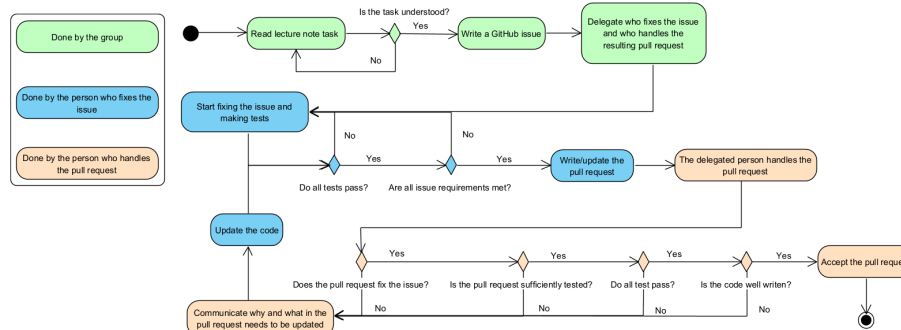 Is the task understood?
Done by the group
Read lecture note task
Yes
Write a GitHub issue
Delegate who fixes the issue
and who handles the
resulting pull request
No
Done by the person who fixes the
issue
Start fixing the issue and
making tests
No
No
Done by the person who handles
the pull request
Yes
Yes
Write/update the
pull request
The delegated person handles the
pull request
Do all tests pass?
Are all issue requirements met?
Update the code
Yes
Yes
Yes
Yes
Accept the pull reque
Does the pull request fix the issue?
Is the pull request sufficiently tested?
Do all test pass?
Is the code well writen?
Communicate why and what in the
pull request needs to be updated
No
No
No
No